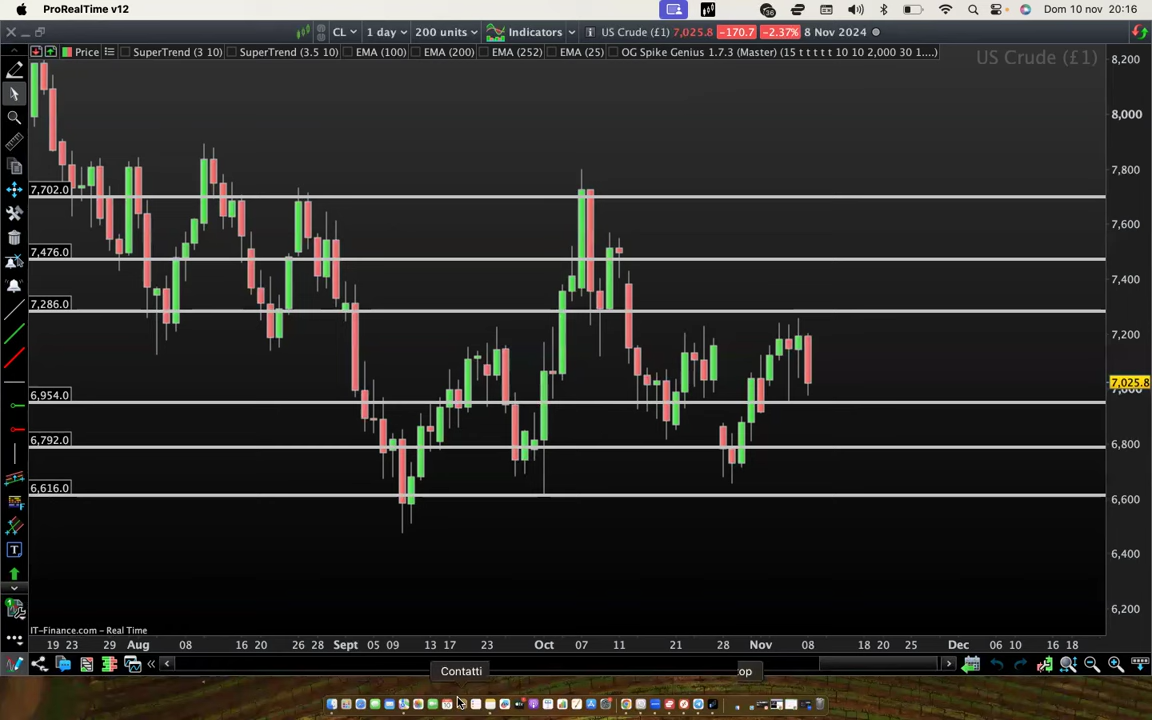 ProRealTime v12
36
Dom 10 nov 20:16
CL 1 day 200 units Indicators US Crude (£1) 7,025.8 -170.7 -2.37% 8 Nov 2024
Price SuperTrend (3 10) SuperTrend (3.5 10) EMA (100) EMA (200) EMA (252) EMA (25) OG Spike Genius 1.7.3 (Master) (15 t t t t t 10 10 2,000 30 1....)
US Crude (£1)
8,200
8,000
7,800
7,702.0
7,600
7,476.0
7,400
7,286.0
7,200
7,025.8
6,954.0
6,792.0
6,800
6,616.0
6,600
6,400
6,200
IT-Finance.com - Real Time
19 23 29 Aug 08 16 20 26 28 Sept 05 09 13 17 23 Oct 07 11 21 28 Nov 08 18 20 25 Dec 06 10 16 18
Contatti
op